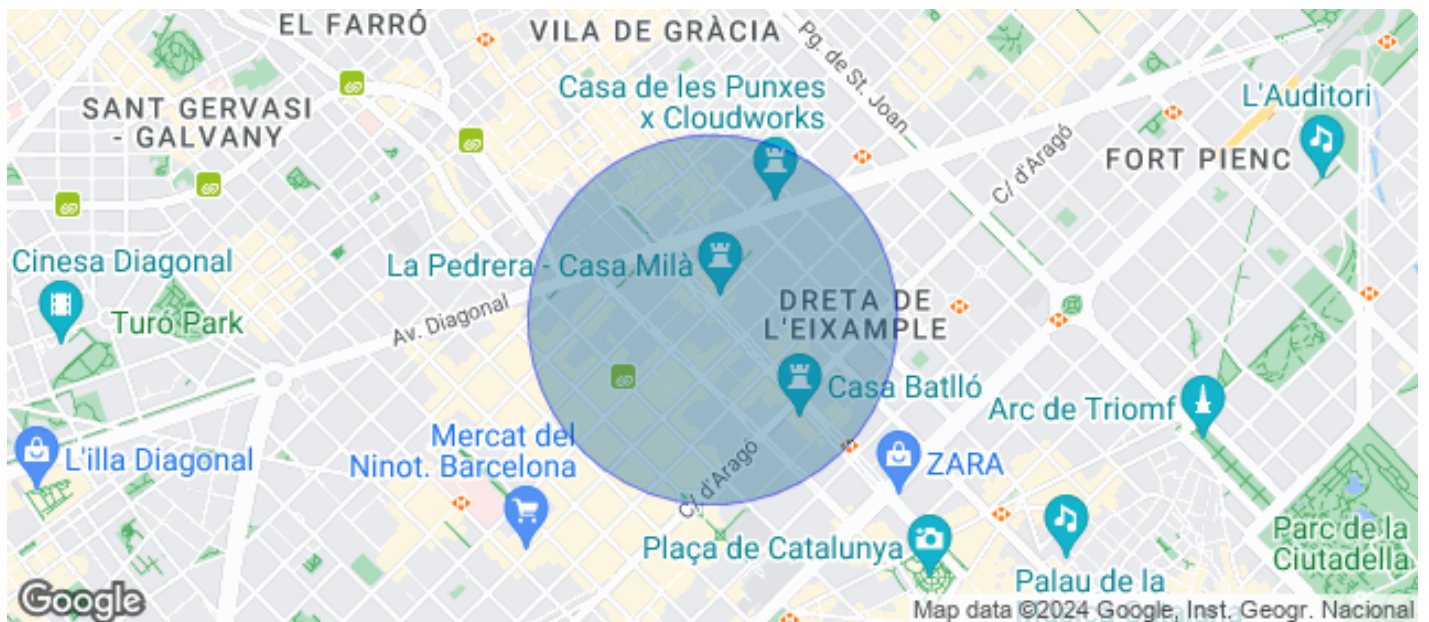 EL FARRÓ
VILA DE GRÀCIA
Pg. de St. Joan
SANT GERVASI
- GALVANY
Casa de les Punxes
x Cloudworks
L'Auditori
C/ d'Aragó
FORT PIENC
Cinesa Diagonal
La Pedrera - Casa Milà
Turó Park
Av. Diagonal
DRETA DE
L'EIXAMPLE
Casa Batlló
Arc de Triomf
Mercat del
Ninot. Barcelona
L'illa Diagonal
C/ d'Aragó
ZARA
Plaça de Catalunya
Parc de la
Ciutadella
Palau de la
Google
Map data ©2024 Google, Inst. Geogr. Nacional